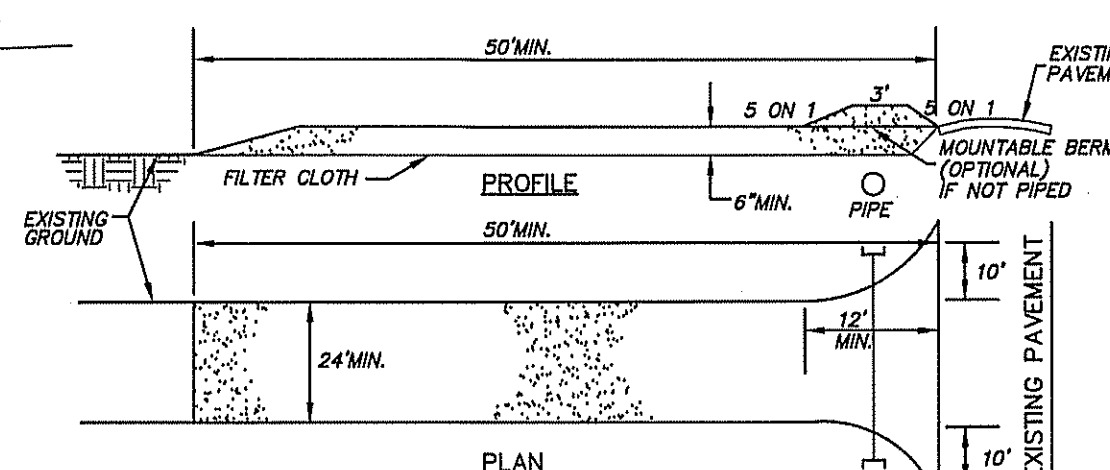 50'MIN.
EXISTI
PAVEM
5 ON 1
3'
5 ON 1
MOUNTABLE BERM
(OPTIONAL)
IF NOT PIPED
FILTER CLOTH
PROFILE
6"MIN.
PIPE
EXISTING
GROUND
50'MIN.
10'
12'
MIN.
24'MIN.
EXISTING PAVEMENT
PLAN
10'